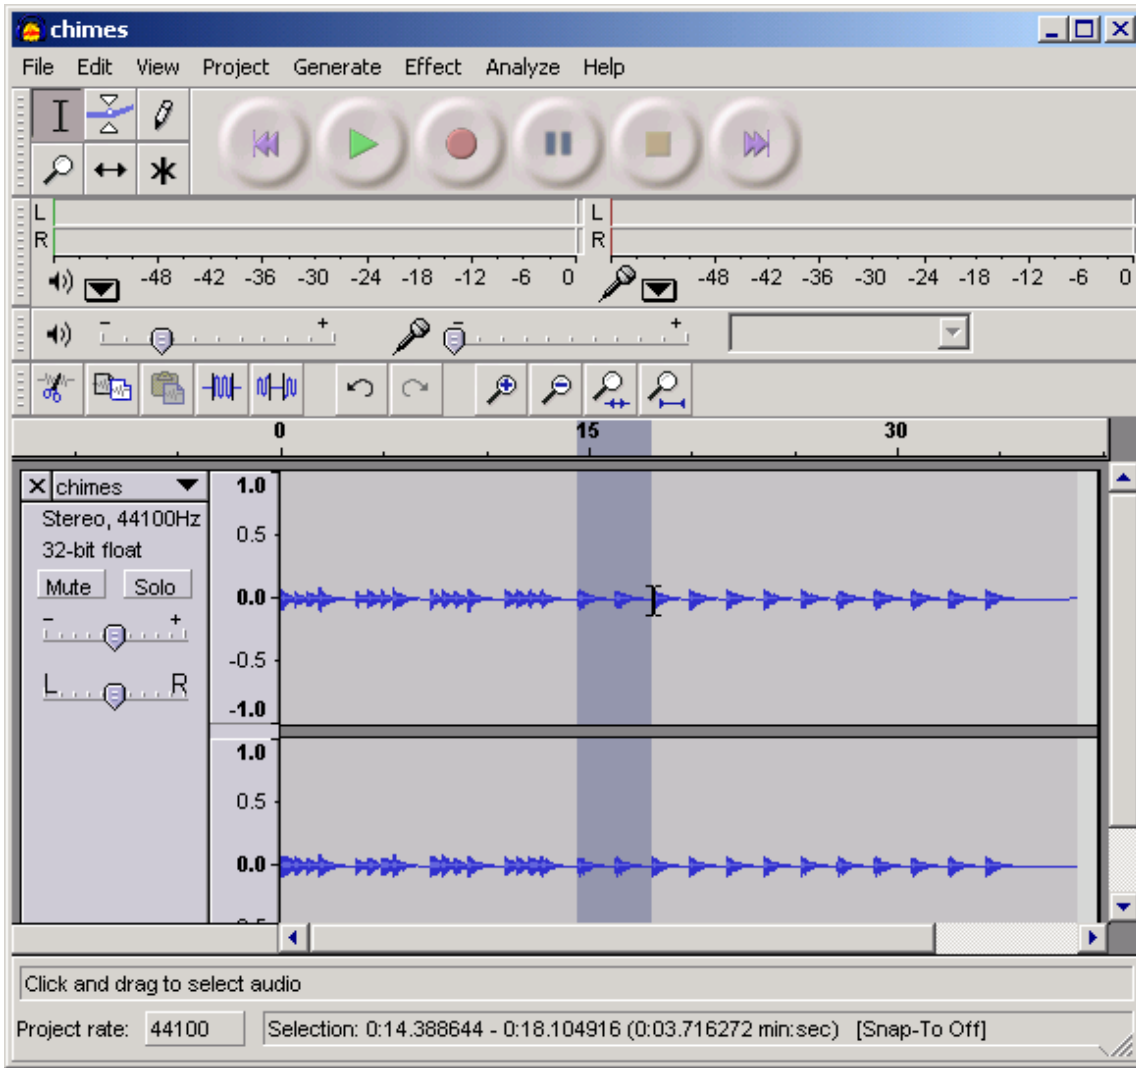 chimes
File Edit View Project Generate Effect Analyze Help
L L
R R
-48 -42 -36 -30 -24 -18 -12 -6 0 -48 -42 -36 -30 -24 -18 -12 -6 0
- + - +
0 15 30
chimes 1.0
Stereo, 44100Hz
0.5
32-bit float
Mute Solo 0.0
- +
-0.5
L R
-1.0
1.0
0.5
0.0
Click and drag to select audio
Project rate: 44100 Selection: 0:14.388644 - 0:18.104916 (0:03.716272 min:sec) [Snap-To Off]